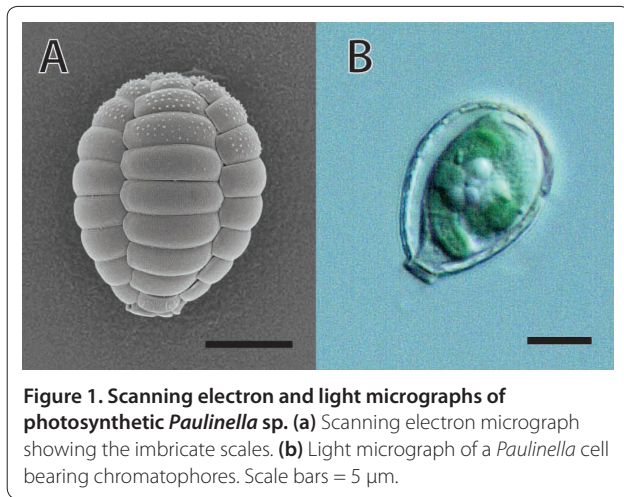 A
B
Figure 1. Scanning electron and light micrographs of
photosynthetic Paulinella sp. (a) Scanning electron micrograph
showing the imbricate scales. (b) Light micrograph of a Paulinella cell
bearing chromatophores. Scale bars = 5 μm.